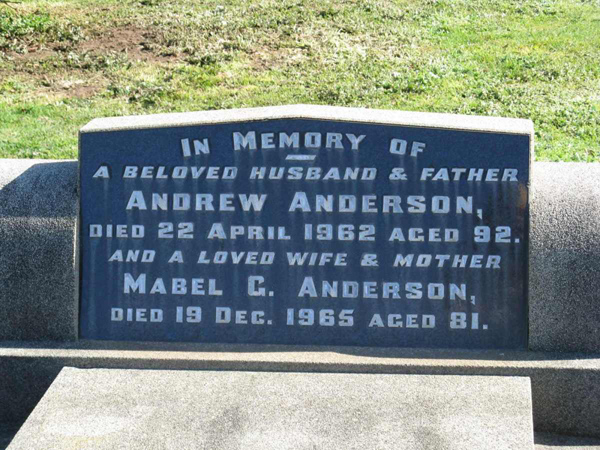 IN MEMORY OF
A BELOVED HUSBAND & FATHER
ANDREW ANDERSON,
DIED 22 APRIL 1962 AGED 92.
AND A LOVED WIFE & MOTHER
MABEL G. ANDERSON,
DIED 19 DEC. 1965 AGED 81.